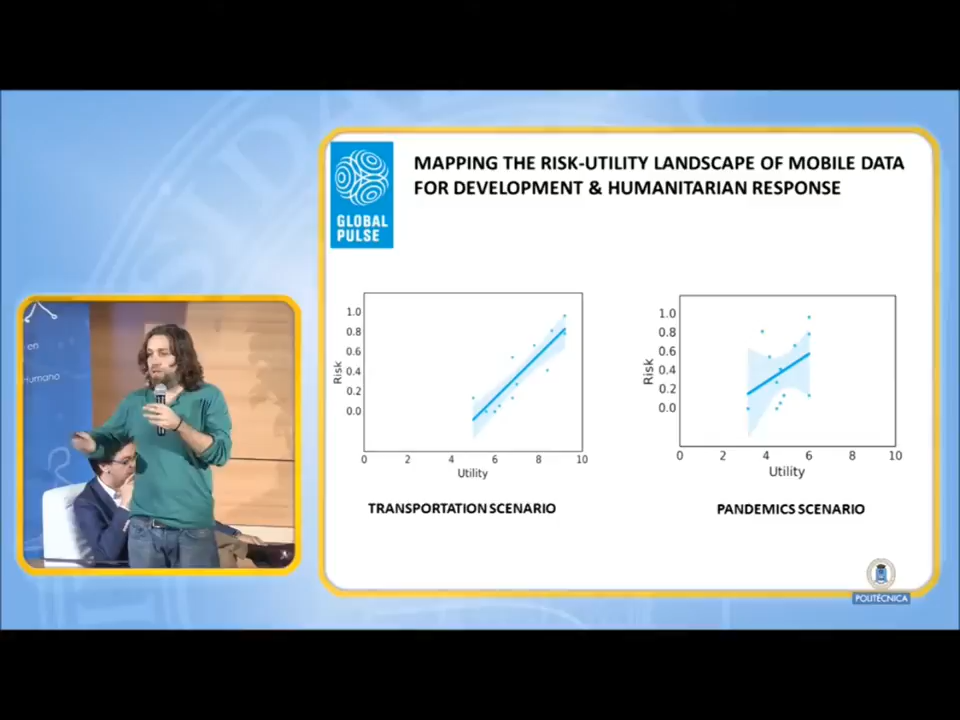 MAPPING THE RISK-UTILITY LANDSCAPE OF MOBILE DATA
FOR DEVELOPMENT & HUMANITARIAN RESPONSE
GLOBAL
PULSE
en
Humano
1.0
0.8
0.6
0.4
0.2
0.0
Risk
0 2 4 6 8 10
Utility
TRANSPORTATION SCENARIO
1.0
0.8
0.6
0.4
0.2
0.0
Risk
0 2 4 6 8 10
Utility
PANDEMICS SCENARIO
POLITÉCNICA